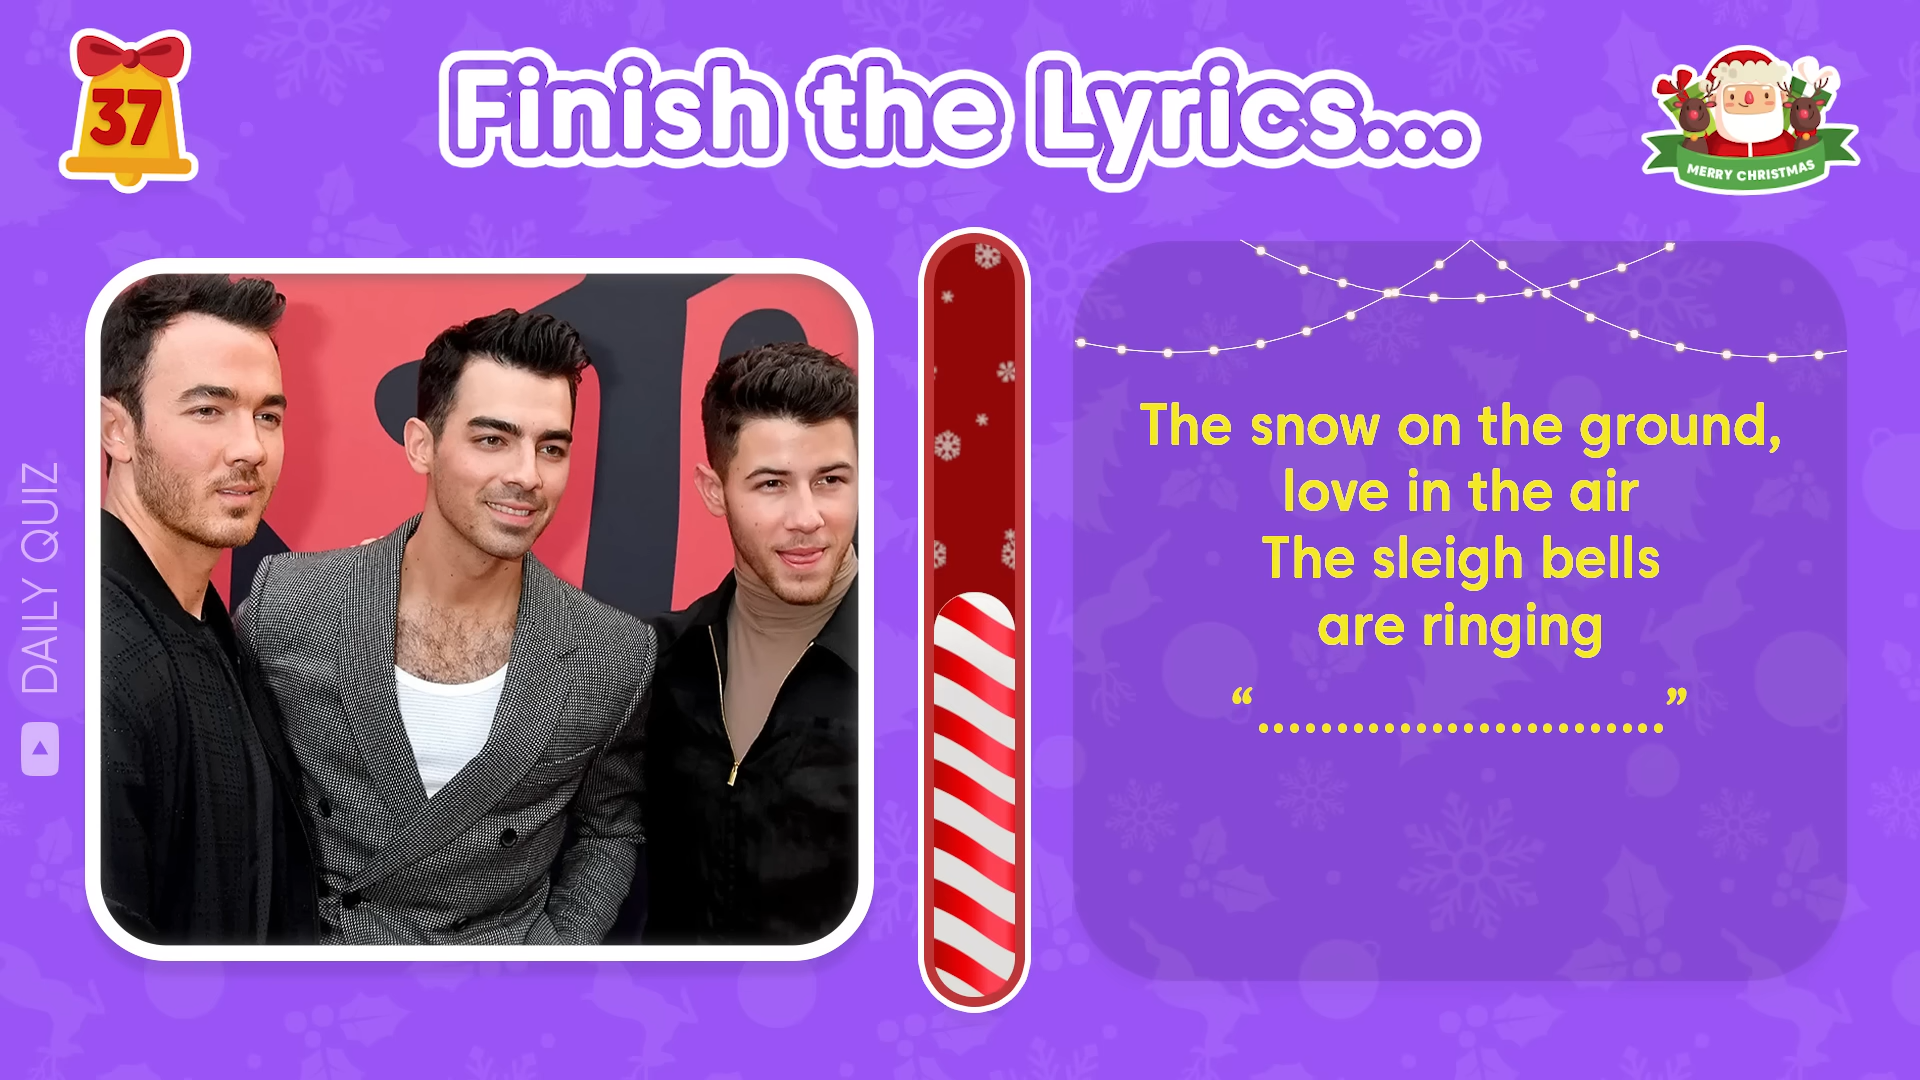 37
Finish the Lyrics...
MERRY CHRISTMAS
DAILY QUIZ
The snow on the ground,
love in the air
The sleigh bells
are ringing
“.........................”